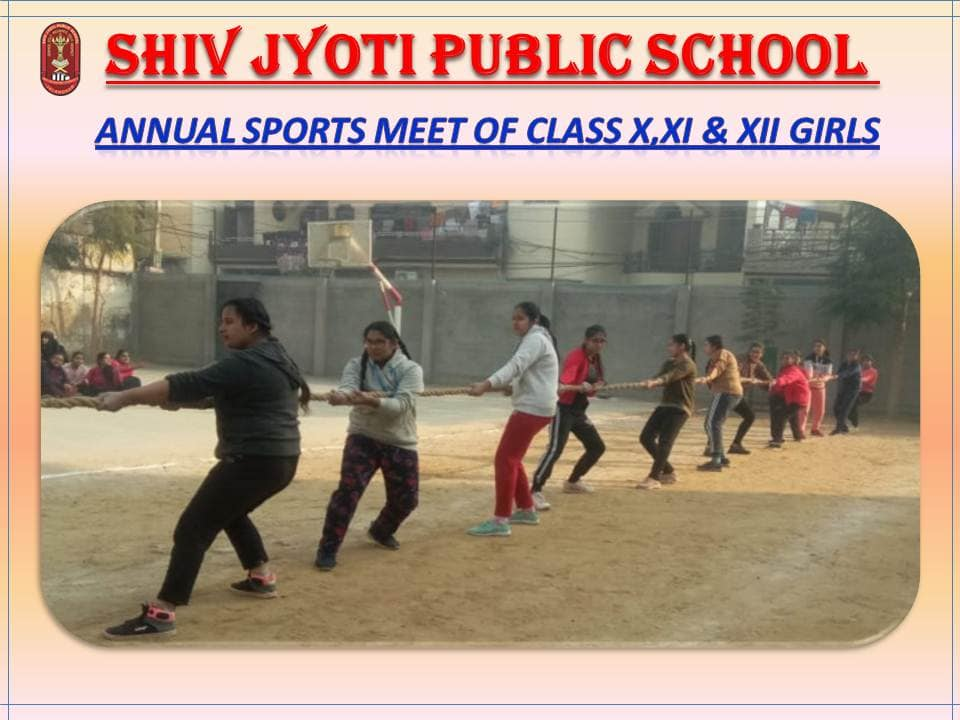 SHIV JYOTI PUBLIC SCHOOL
ANNUAL SPORTS MEET OF CLASS X,XI & XII GIRLS